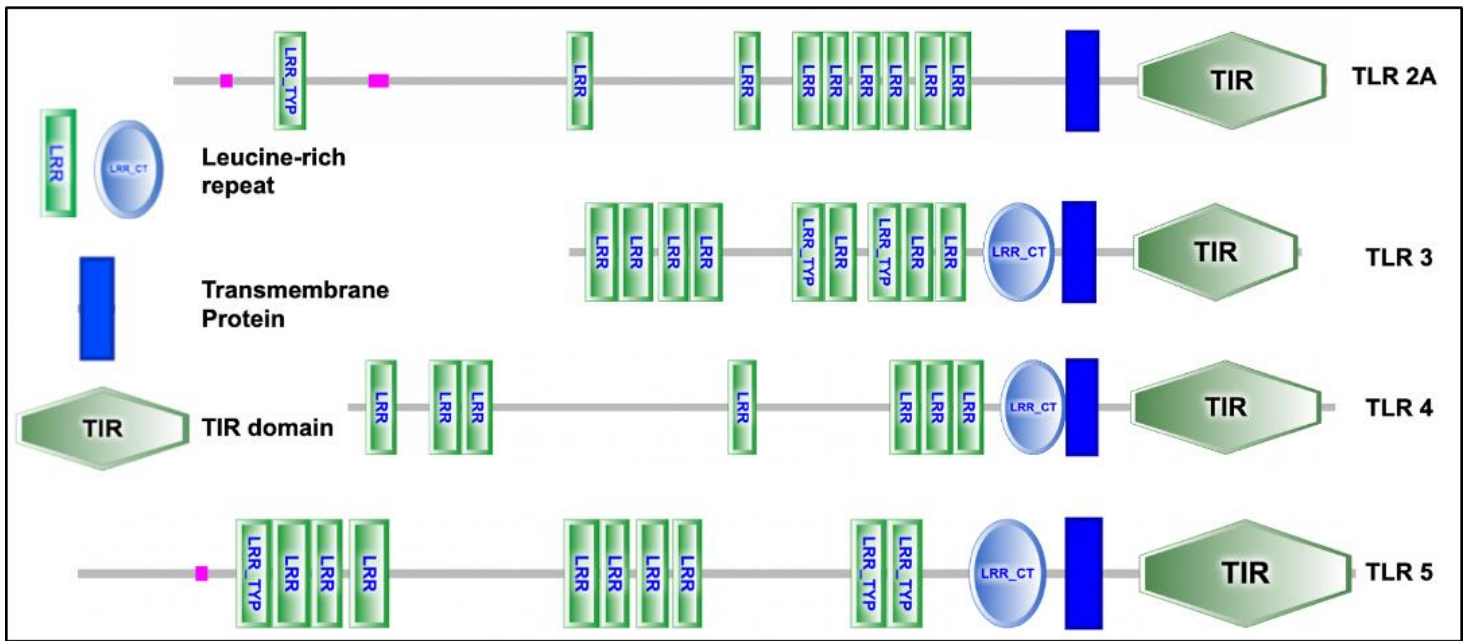 LRR_TYP LRR LRR LRR LRR LRR LRR LRR LRR TIR TLR 2A
LRR LRR_CT Leucine-rich
repeat
LRR LRR LRR LRR LRR_TYP LRR LRR_TYP LRR LRR LRR_CT TIR TLR 3
Transmembrane
Protein
LRR LRR LRR LRR LRR LRR LRR LRR_CT TIR TLR 4
TIR TIR domain
LRR_TYP LRR LRR LRR LRR LRR LRR LRR LRR_TYP LRR_TYP LRR_CT TIR TLR 5